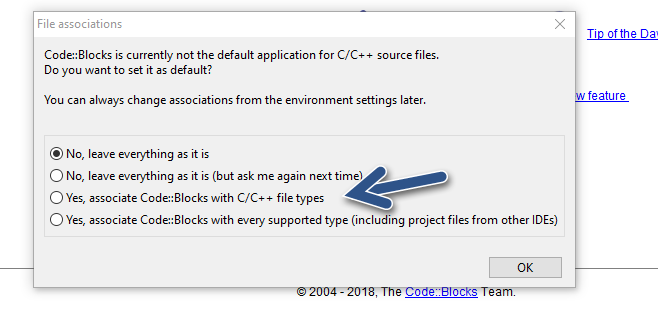 File associations
Tip of the Da
Code::Blocks is currently not the default application for C/C++ source files.
Do you want to set it as default?
You can always change associations from the environment settings later.
w feature
No, leave everything as it is
No, leave everything as it is (but ask me again next time)
Yes, associate Code::Blocks with C/C++ file types
Yes, associate Code::Blocks with every supported type (including project files from other IDEs)
OK
© 2004 - 2018, The Code::Blocks Team.